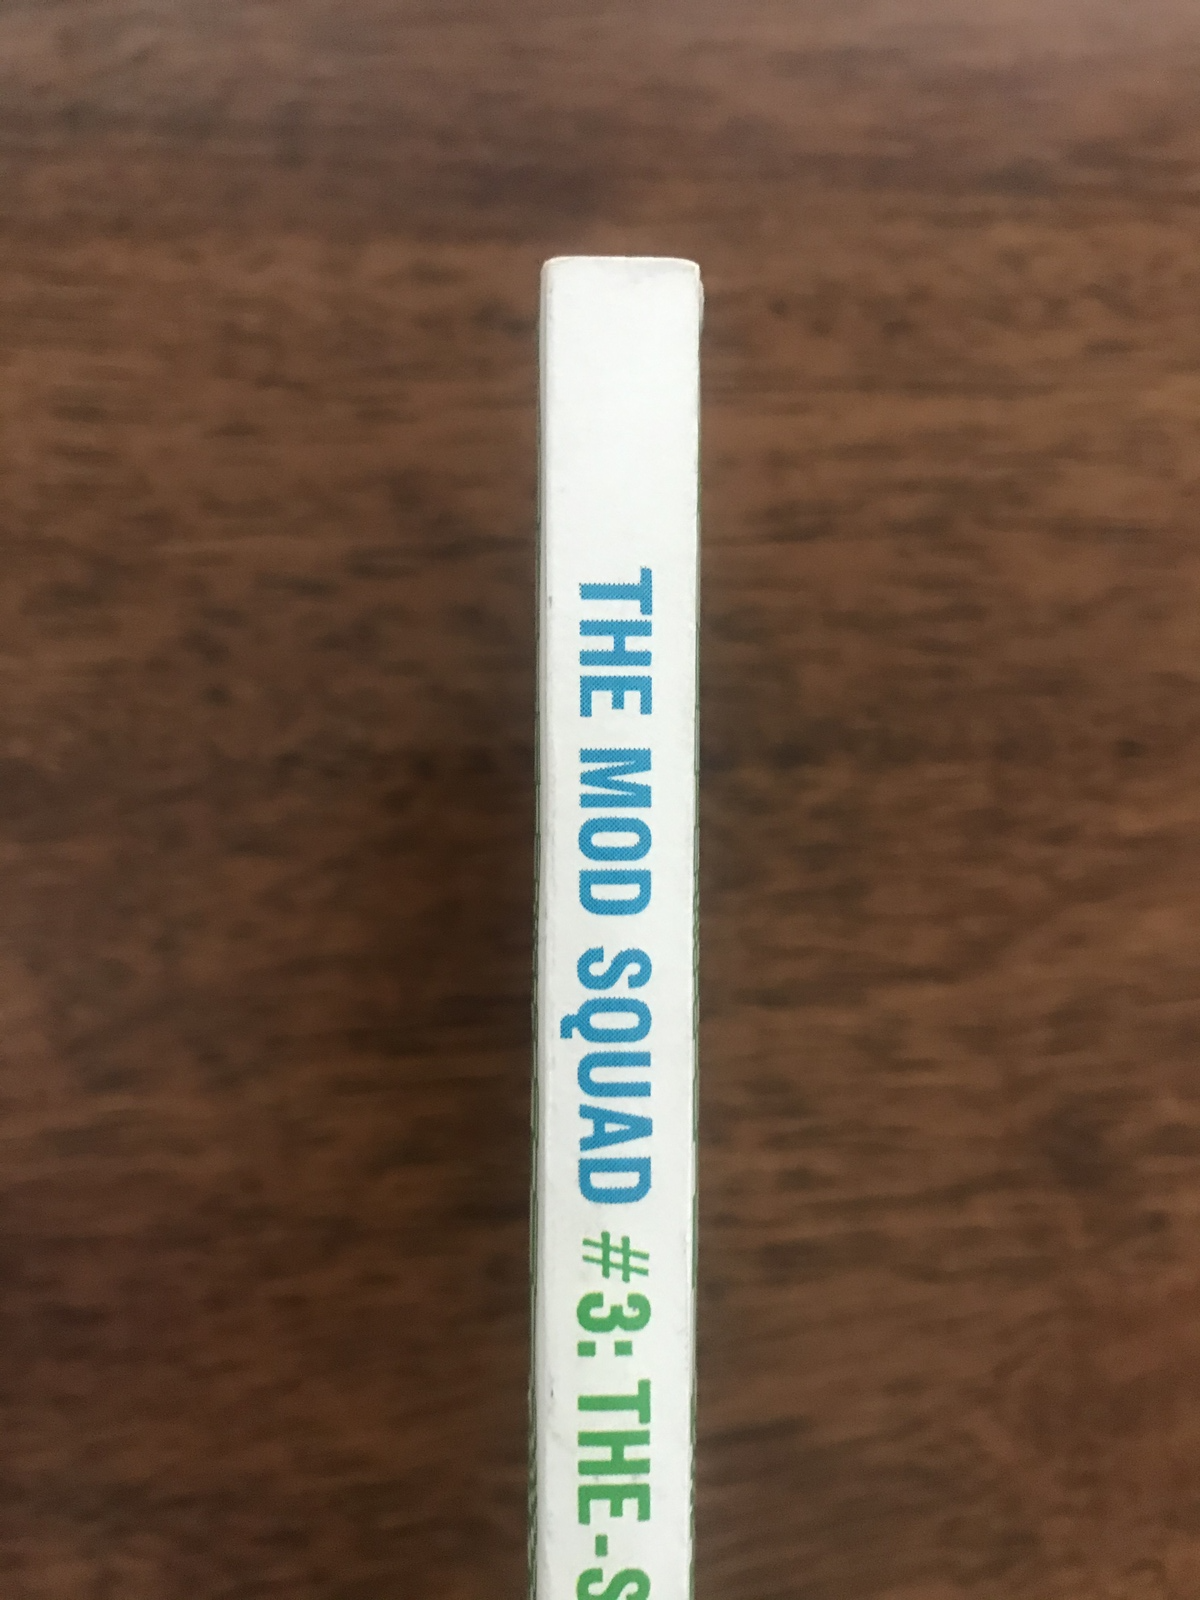 THE MOD SQUAD #3: THE-S